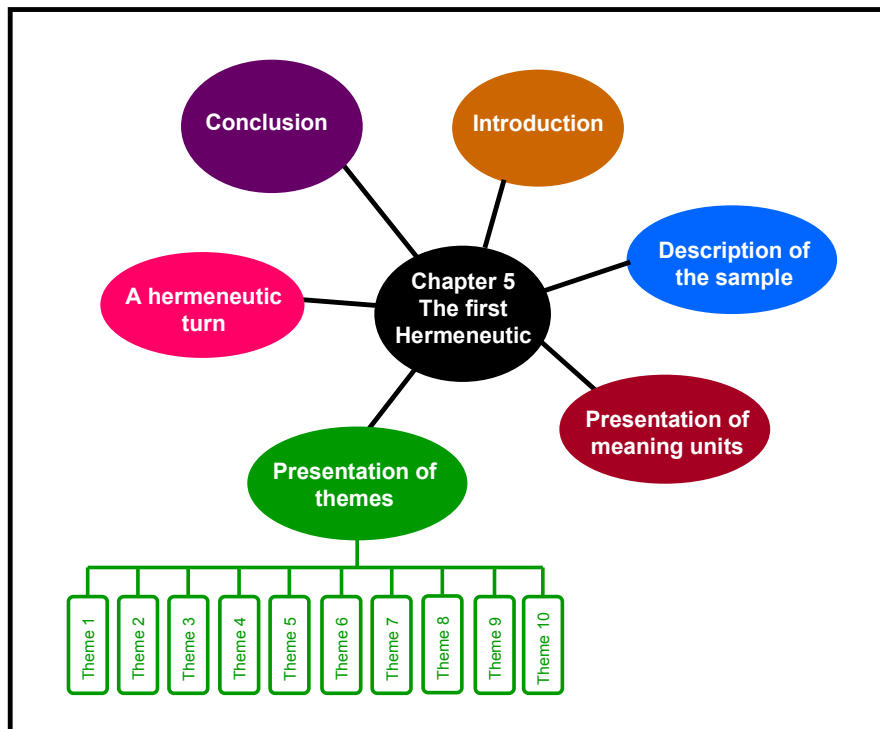 Conclusion
Introduction
Description of
the sample
Chapter 5
The first
Hermeneutic
A hermeneutic
turn
Presentation of
meaning units
Presentation of
themes
Theme 1
Theme 2
Theme 3
Theme 4
Theme 5
Theme 6
Theme 7
Theme 8
Theme 9
Theme 10